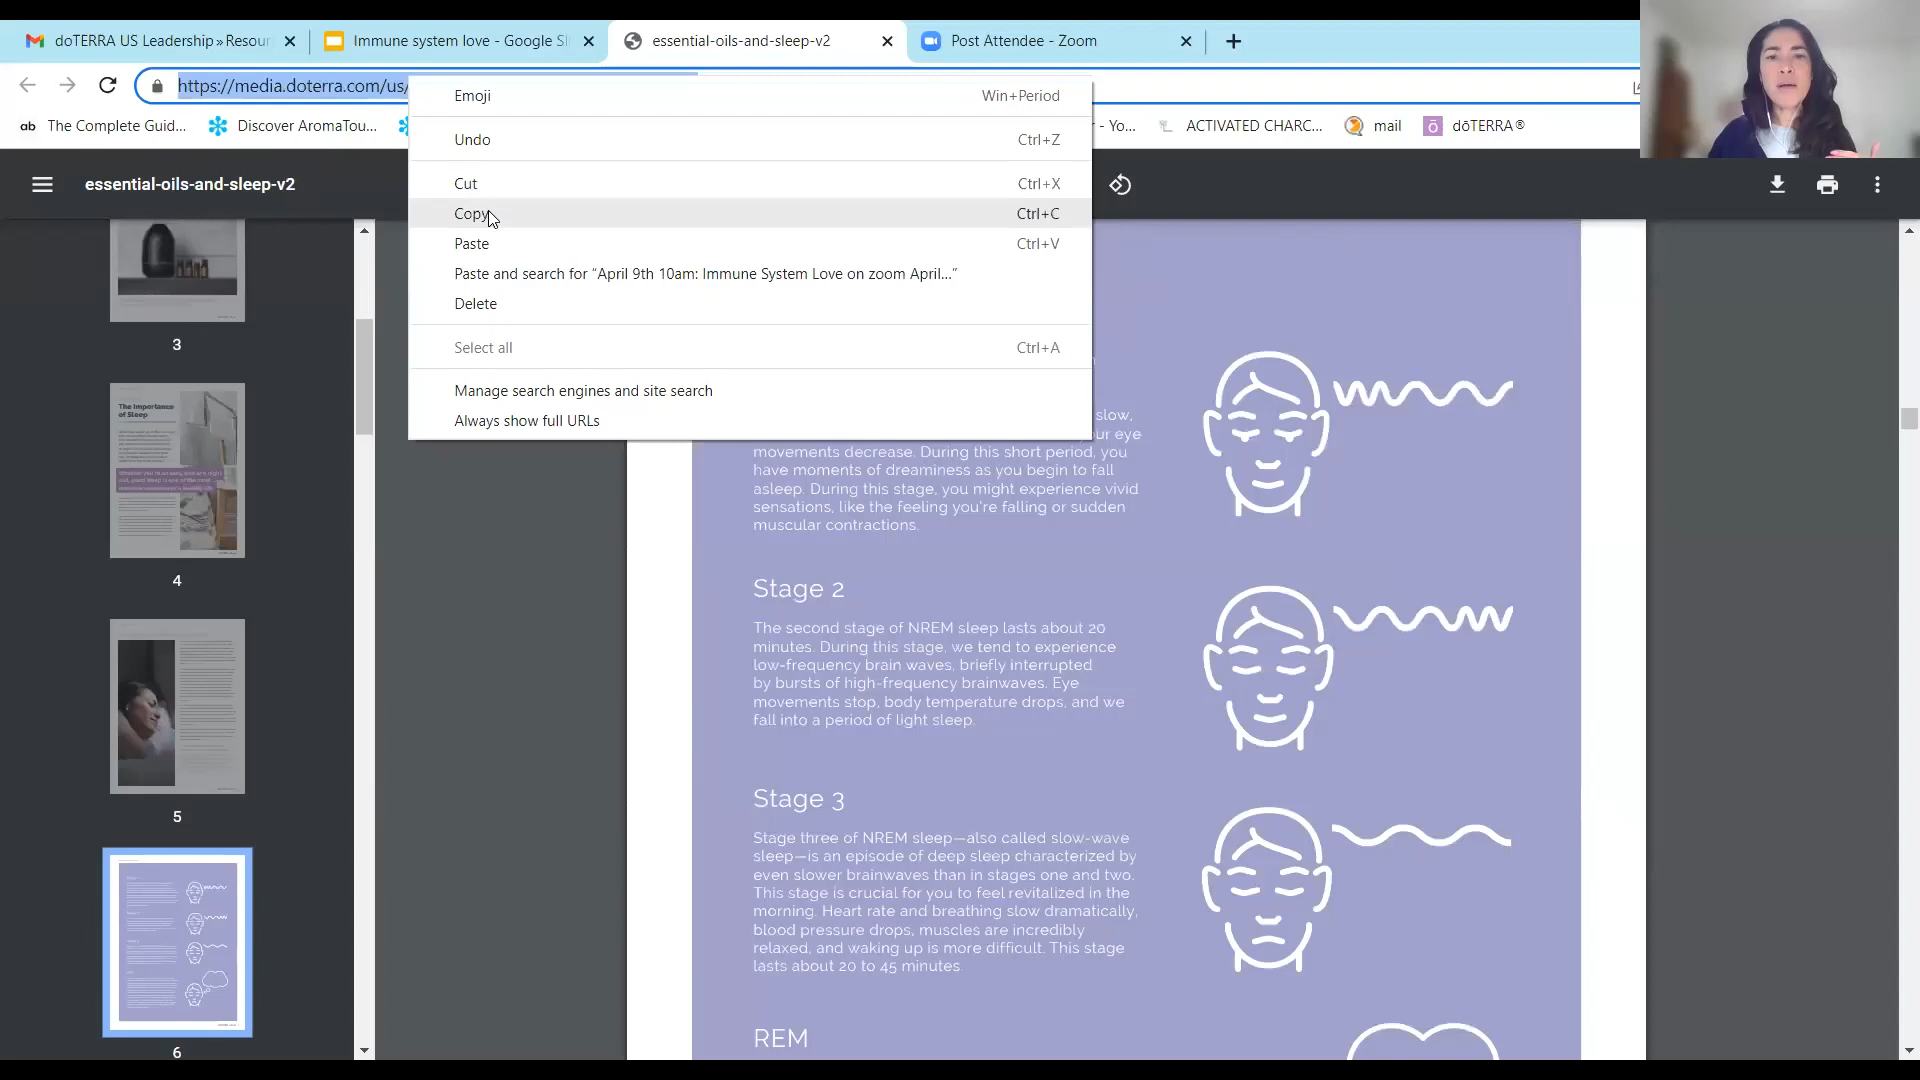 doTERRA US Leadership » Resour
Immune system love - Google Sl
essential-oils-and-sleep-v2
Post Attendee - Zoom
https://media.doterra.com/us/
ab The Complete Guid...
Discover AromaTou...
r - Yo...
ACTIVATED CHARC...
mail
dōTERRA®
essential-oils-and-sleep-v2
Emoji Win+Period
Undo Ctrl+Z
Cut Ctrl+X
Copy Ctrl+C
Paste Ctrl+V
Paste and search for “April 9th 10am: Immune System Love on zoom April...”
Delete
Select all Ctrl+A
Manage search engines and site search
Always show full URLs
3
The Importance
of Sleep
4
5
6
slow,
our eye
movements decrease. During this short period, you
have moments of dreaminess as you begin to fall
asleep. During this stage, you might experience vivid
sensations, like the feeling you're falling or sudden
muscular contractions.
Stage 2
The second stage of NREM sleep lasts about 20
minutes. During this stage, we tend to experience
low-frequency brain waves, briefly interrupted
by bursts of high-frequency brainwaves. Eye
movements stop, body temperature drops, and we
fall into a period of light sleep.
Stage 3
Stage three of NREM sleep—also called slow-wave
sleep—is an episode of deep sleep characterized by
even slower brainwaves than in stages one and two.
This stage is crucial for you to feel revitalized in the
morning. Heart rate and breathing slow dramatically,
blood pressure drops, muscles are incredibly
relaxed, and waking up is more difficult. This stage
lasts about 20 to 45 minutes.
REM